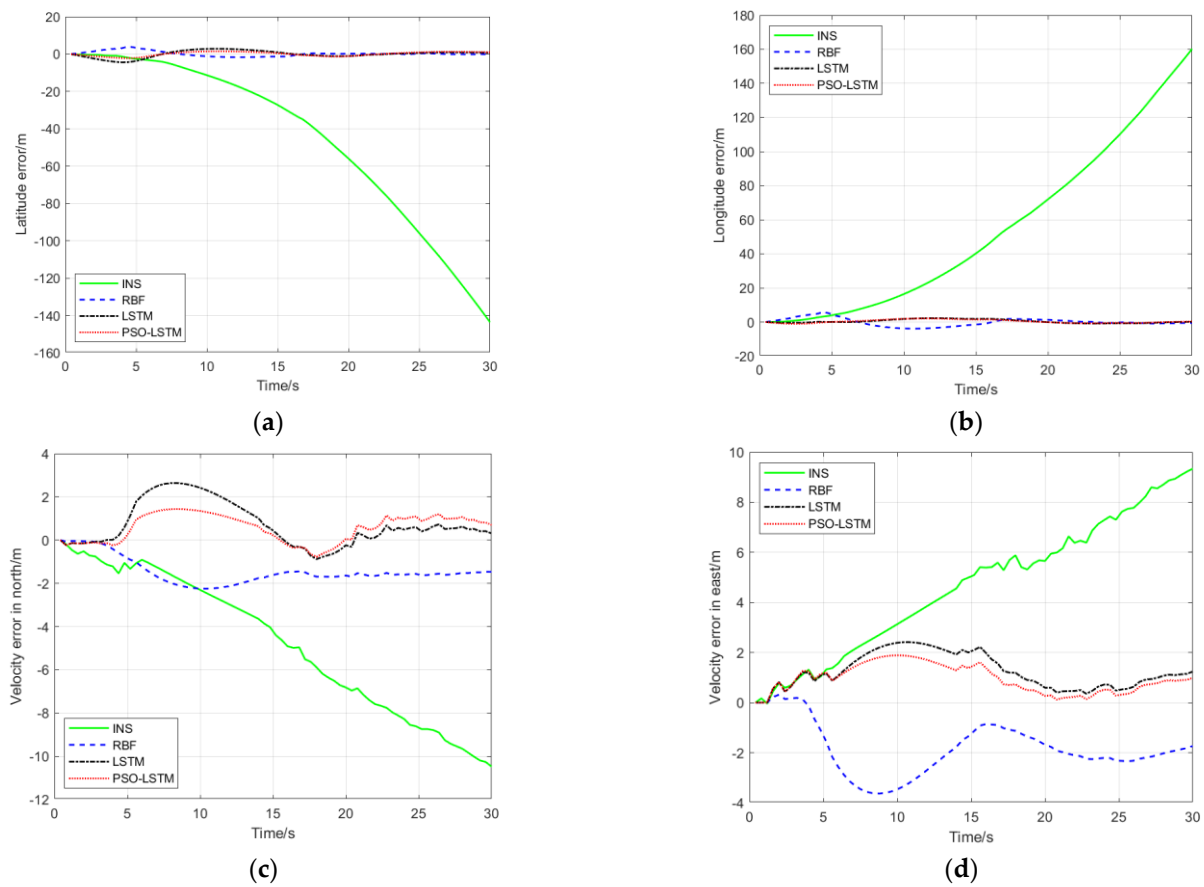 20
0
-20
-40
-60
-80
-100
-120
-140
-160
Latitude error/m
INS
RBF
LSTM
PSO-LSTM
0 5 10 15 20 25 30
Time/s
(a)
180
160
140
120
100
80
60
40
20
0
-20
Longitude error/m
INS
RBF
LSTM
PSO-LSTM
0 5 10 15 20 25 30
Time/s
(b)
4
2
0
-2
-4
-6
-8
-10
-12
Velocity error in north/m
INS
RBF
LSTM
PSO-LSTM
0 5 10 15 20 25 30
Time/s
(c)
10
8
6
4
2
0
-2
-4
Velocity error in east/m
INS
RBF
LSTM
PSO-LSTM
0 5 10 15 20 25 30
Time/s
(d)